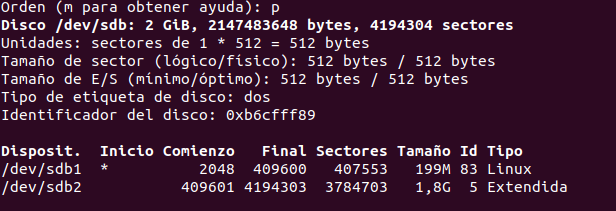 Orden (m para obtener ayuda): p
Disco /dev/sdb: 2 GiB, 2147483648 bytes, 4194304 sectores
Unidades: sectores de 1 * 512 = 512 bytes
Tamaño de sector (lógico/físico): 512 bytes / 512 bytes
Tamaño de E/S (mínimo/óptimo): 512 bytes / 512 bytes
Tipo de etiqueta de disco: dos
Identificador del disco: 0xb6cfff89
Disposit. Inicio Comienzo Final Sectores Tamaño Id Tipo
/dev/sdb1 * 2048 409600 407553 199M 83 Linux
/dev/sdb2 409601 4194303 3784703 1,8G 5 Extendida